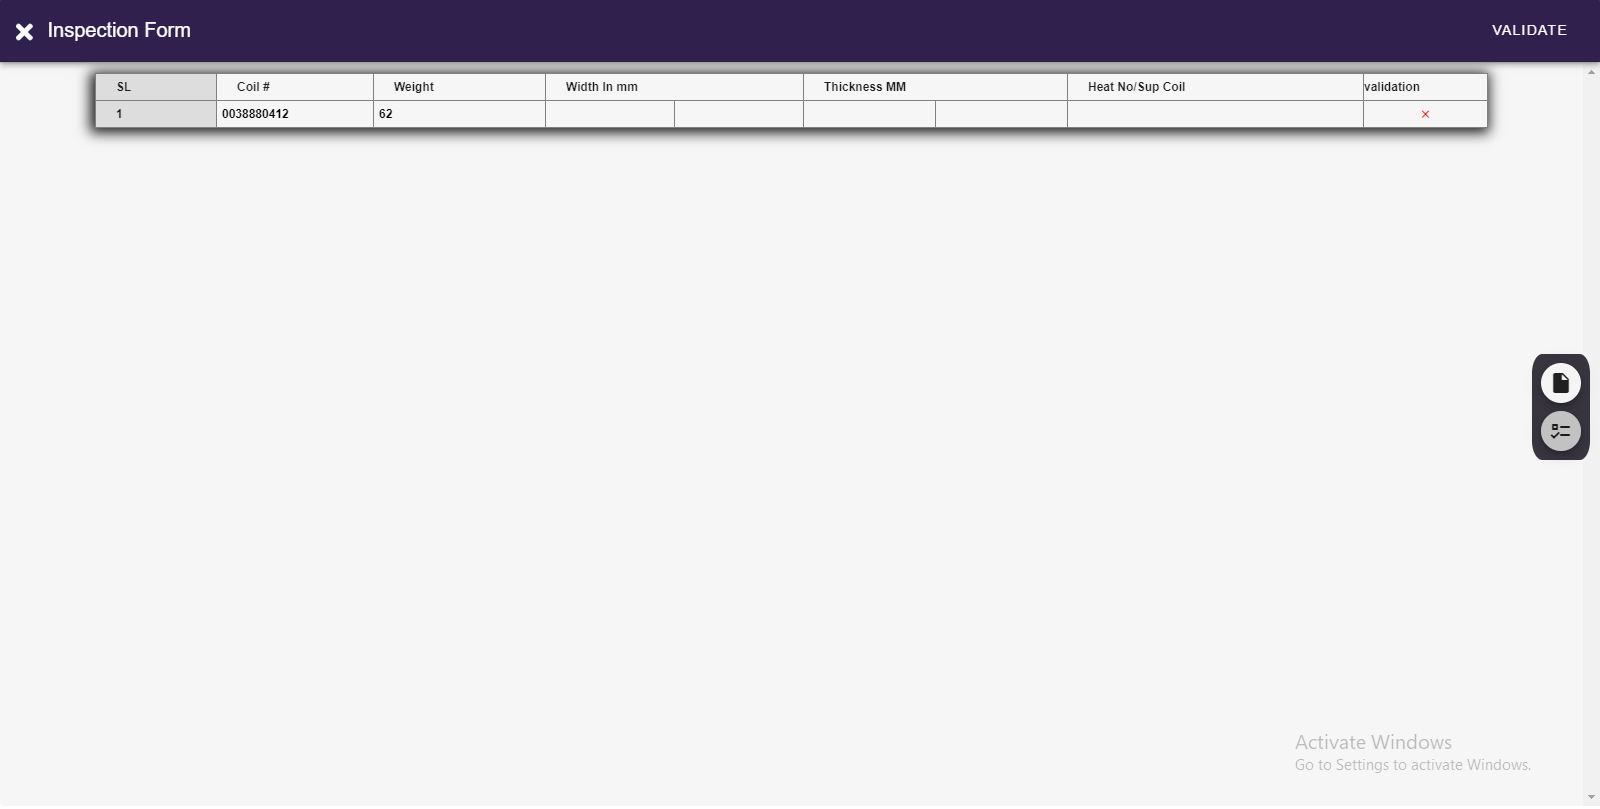 Inspection Form
VALIDATE
SL Coil # Weight Width In mm Thickness MM Heat No/Sup Coil validation
1 0038880412 62
Activate Windows
Go to Settings to activate Windows.